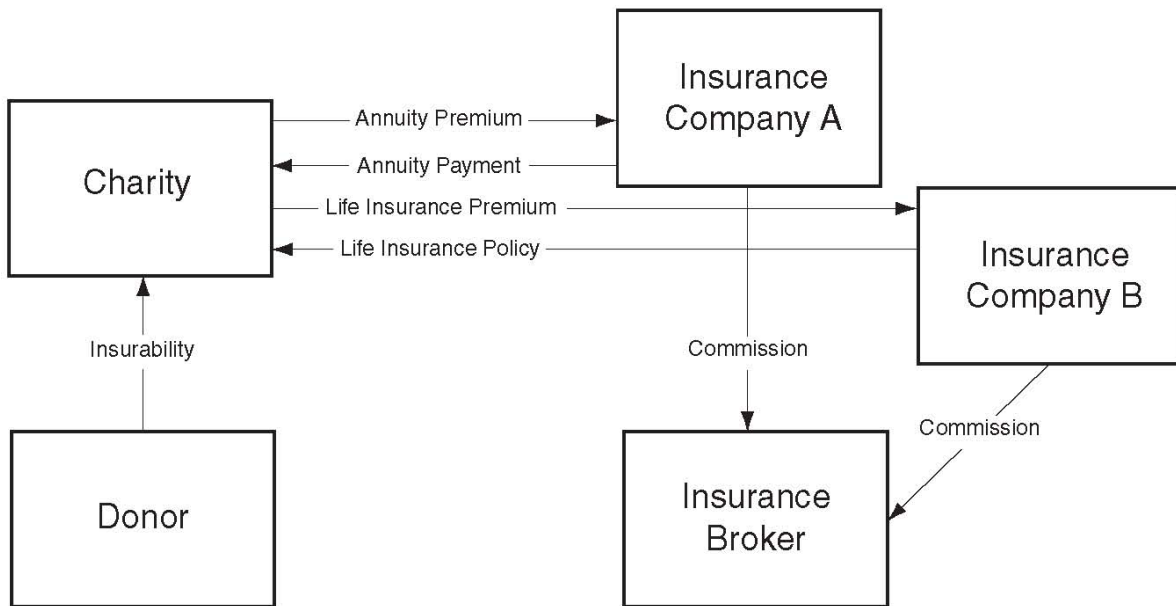 Insurance
Company A
Annuity Premium
Charity
Annuity Payment
Life Insurance Premium
Life Insurance Policy
Insurance
Company B
Insurability
Commission
Commission
Donor
Insurance
Broker